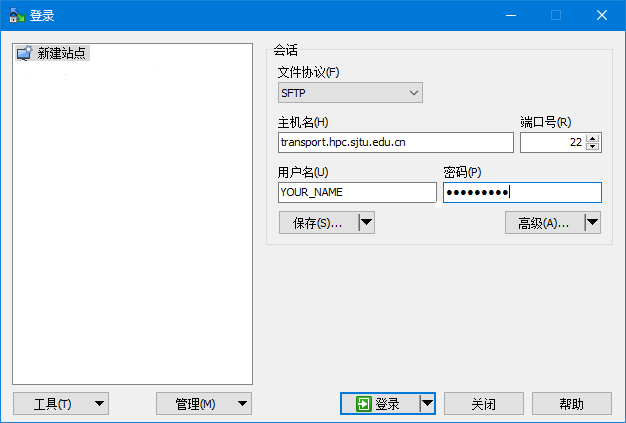 登录
新建站点
会话
文件协议(F)
SFTP
主机名(H) 端口号(R)
transport.hpc.sjtu.edu.cn 22
用户名(U) 密码(P)
YOUR_NAME ●●●●●●●●●
保存(S)... 高级(A)...
工具(T) 管理(M) 登录 关闭 帮助